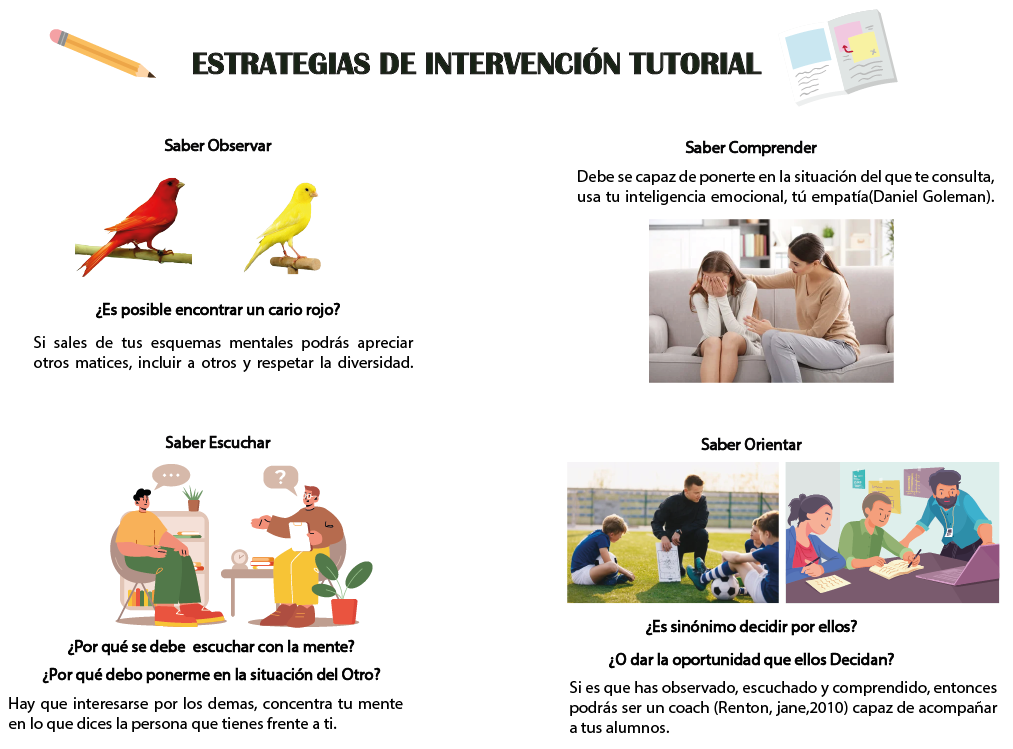 ESTRATEGIAS DE INTERVENCIÓN TUTORIAL
Saber Observar
¿Es posible encontrar un cario rojo?
Si sales de tus esquemas mentales podrás apreciar
otros matices, incluir a otros y respetar la diversidad.
Saber Comprender
Debe se capaz de ponerte en la situación del que te consulta,
usa tu inteligencia emocional, tú empatía(Daniel Goleman).
Saber Escuchar
?
¿Por qué se debe escuchar con la mente?
¿Por qué debo ponerme en la situación del Otro?
Hay que interesarse por los demas, concentra tu mente
en lo que dices la persona que tienes frente a ti.
Saber Orientar
¿Es sinónimo decidir por ellos?
¿O dar la oportunidad que ellos Decidan?
Si es que has observado, escuchado y comprendido, entonces
podrás ser un coach (Renton, jane,2010) capaz de acompañar
a tus alumnos.